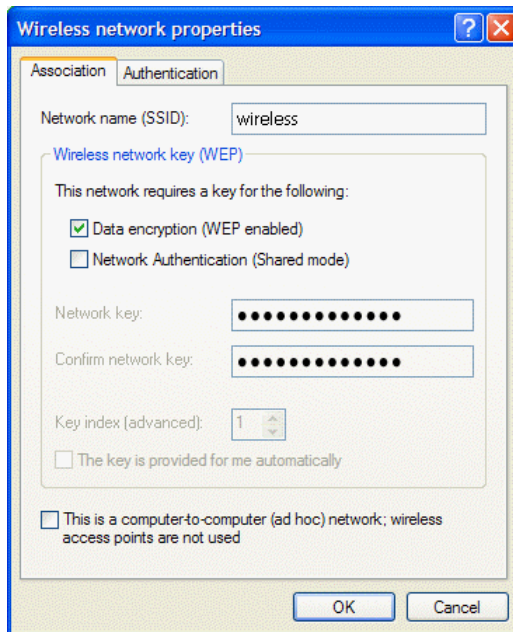 Wireless network properties
Association
Authentication
Network name (SSID):
wireless
Wireless network key (WEP)
This network requires a key for the following:
Data encryption (WEP enabled)
Network Authentication (Shared mode)
Network key:
●●●●●●●●●●●●●
Confirm network key:
●●●●●●●●●●●●●
Key index (advanced):
1
The key is provided for me automatically
This is a computer-to-computer (ad hoc) network; wireless
access points are not used
OK
Cancel